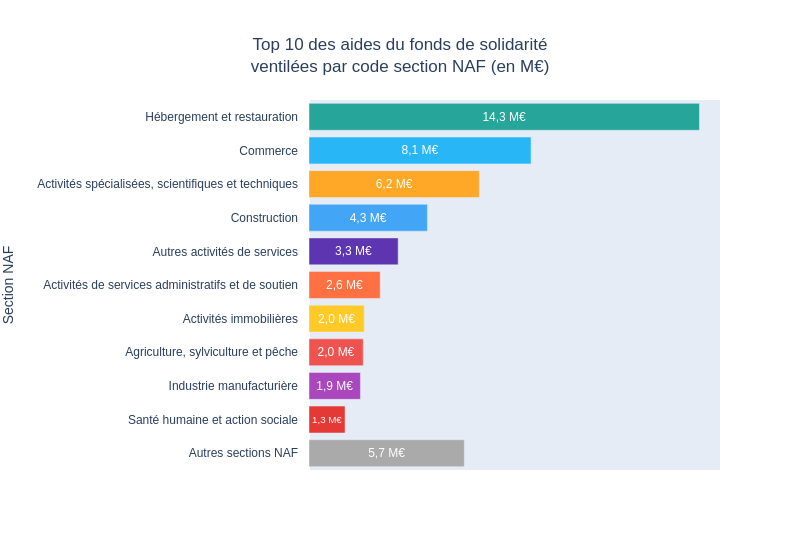 Top 10 des aides du fonds de solidarité
ventilées par code section NAF (en M€)
Section NAF
Hébergement et restauration 14,3 M€
Commerce 8,1 M€
Activités spécialisées, scientifiques et techniques 6,2 M€
Construction 4,3 M€
Autres activités de services 3,3 M€
Activités de services administratifs et de soutien 2,6 M€
Activités immobilières 2,0 M€
Agriculture, sylviculture et pêche 2,0 M€
Industrie manufacturière 1,9 M€
Santé humaine et action sociale 1,3 M€
Autres sections NAF 5,7 M€